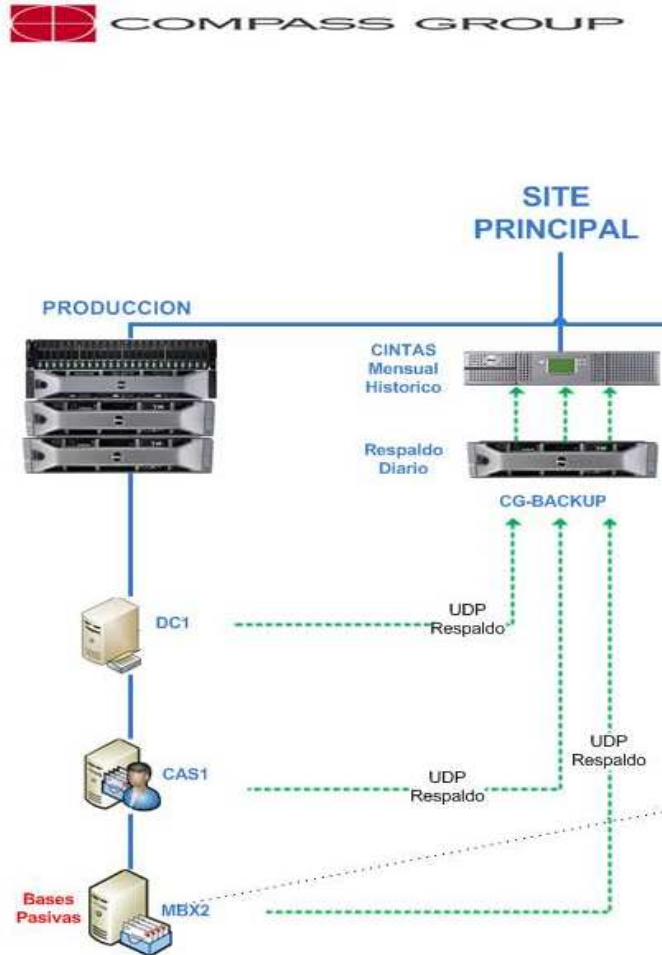 COMPASS GROUP
SITE
PRINCIPAL
PRODUCCION
CINTAS
Mensual
Historico
Respaldo
Diario
CG-BACKUP
DC1
UDP
Respaldo
CAS1
UDP
Respaldo
UDP
Respaldo
Bases
Pasivas
MBX2